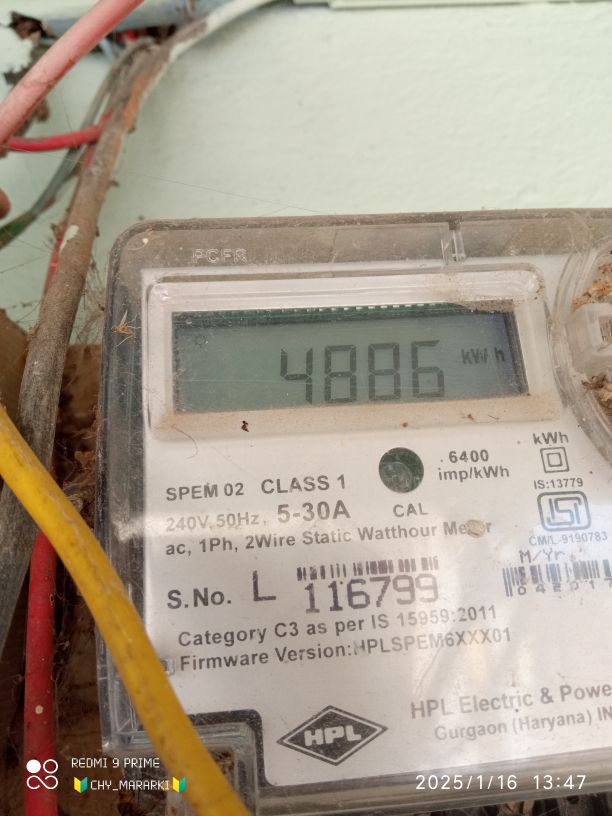 4886 kWh
.6400
imp/kWh
kWh
IS:13779
SPEM 02 CLASS 1
240V, 50Hz, 5-30A
CAL
ac, 1Ph, 2Wire Static Watthour Meter
ISI
CM/L-9190783
M/Yr
S.No. L 116799
Category C3 as per IS 15959:2011
Firmware Version:HPLSPEM6XXX01
HPL
HPL Electric & Powe
Gurgaon (Haryana) IN
REDMI 9 PRIME
CHY_MARARKI
2025/1/16 13:47